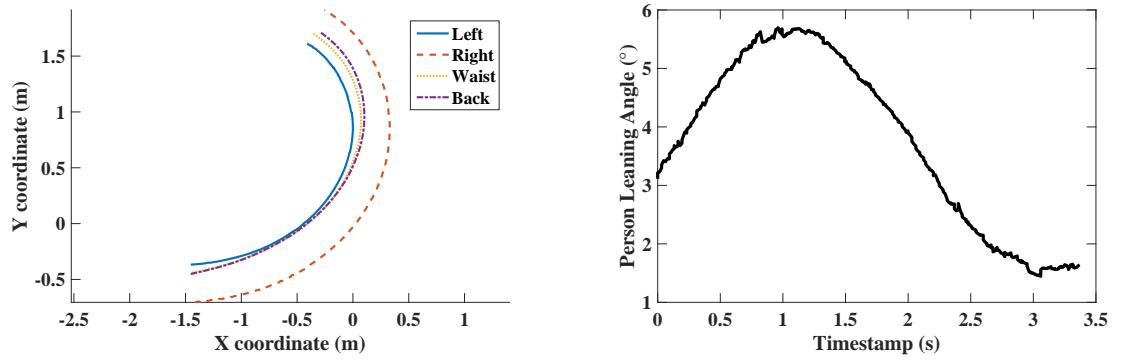 1.5
1
0.5
0
-0.5
-2.5 -2 -1.5 -1 -0.5 0 0.5 1
X coordinate (m)
Y coordinate (m)
Left
Right
Waist
Back
6
5
4
3
2
1
0 0.5 1 1.5 2 2.5 3 3.5
Timestamp (s)
Person Leaning Angle (°)